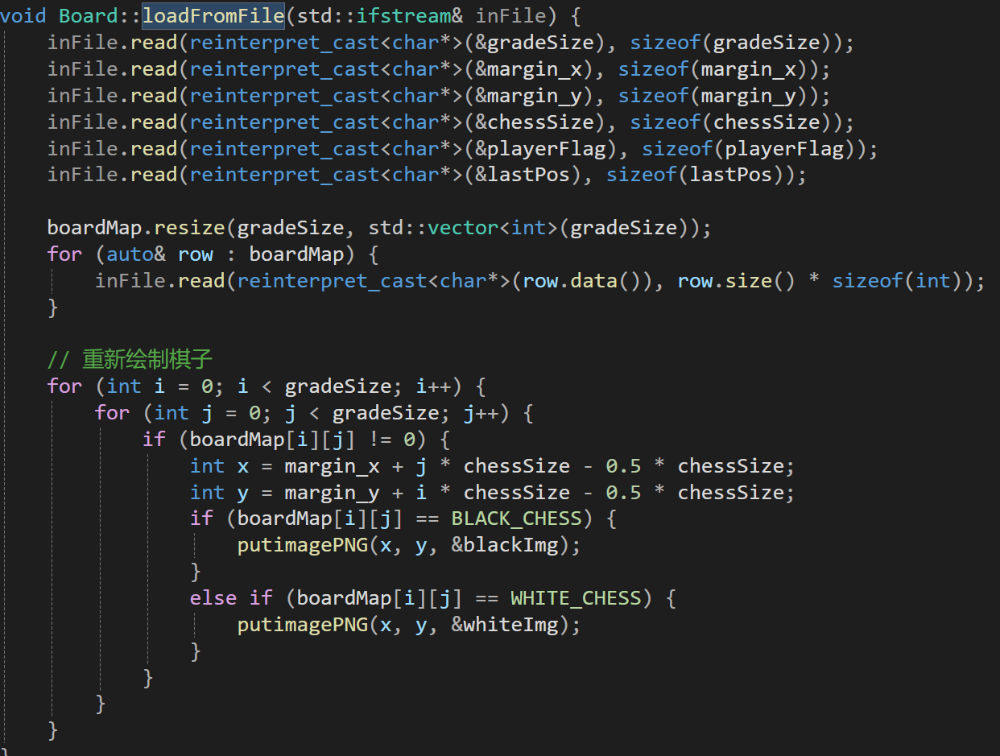 void Board::loadFromFile(std::ifstream& inFile) {
    inFile.read(reinterpret_cast<char*>(&gradeSize), sizeof(gradeSize));
    inFile.read(reinterpret_cast<char*>(&margin_x), sizeof(margin_x));
    inFile.read(reinterpret_cast<char*>(&margin_y), sizeof(margin_y));
    inFile.read(reinterpret_cast<char*>(&chessSize), sizeof(chessSize));
    inFile.read(reinterpret_cast<char*>(&playerFlag), sizeof(playerFlag));
    inFile.read(reinterpret_cast<char*>(&lastPos), sizeof(lastPos));

    boardMap.resize(gradeSize, std::vector<int>(gradeSize));
    for (auto& row : boardMap) {
        inFile.read(reinterpret_cast<char*>(row.data()), row.size() * sizeof(int));
    }

    // 重新绘制棋子
    for (int i = 0; i < gradeSize; i++) {
        for (int j = 0; j < gradeSize; j++) {
            if (boardMap[i][j] != 0) {
                int x = margin_x + j * chessSize - 0.5 * chessSize;
                int y = margin_y + i * chessSize - 0.5 * chessSize;
                if (boardMap[i][j] == BLACK_CHESS) {
                    putimagePNG(x, y, &blackImg);
                }
                else if (boardMap[i][j] == WHITE_CHESS) {
                    putimagePNG(x, y, &whiteImg);
                }
            }
        }
    }
}